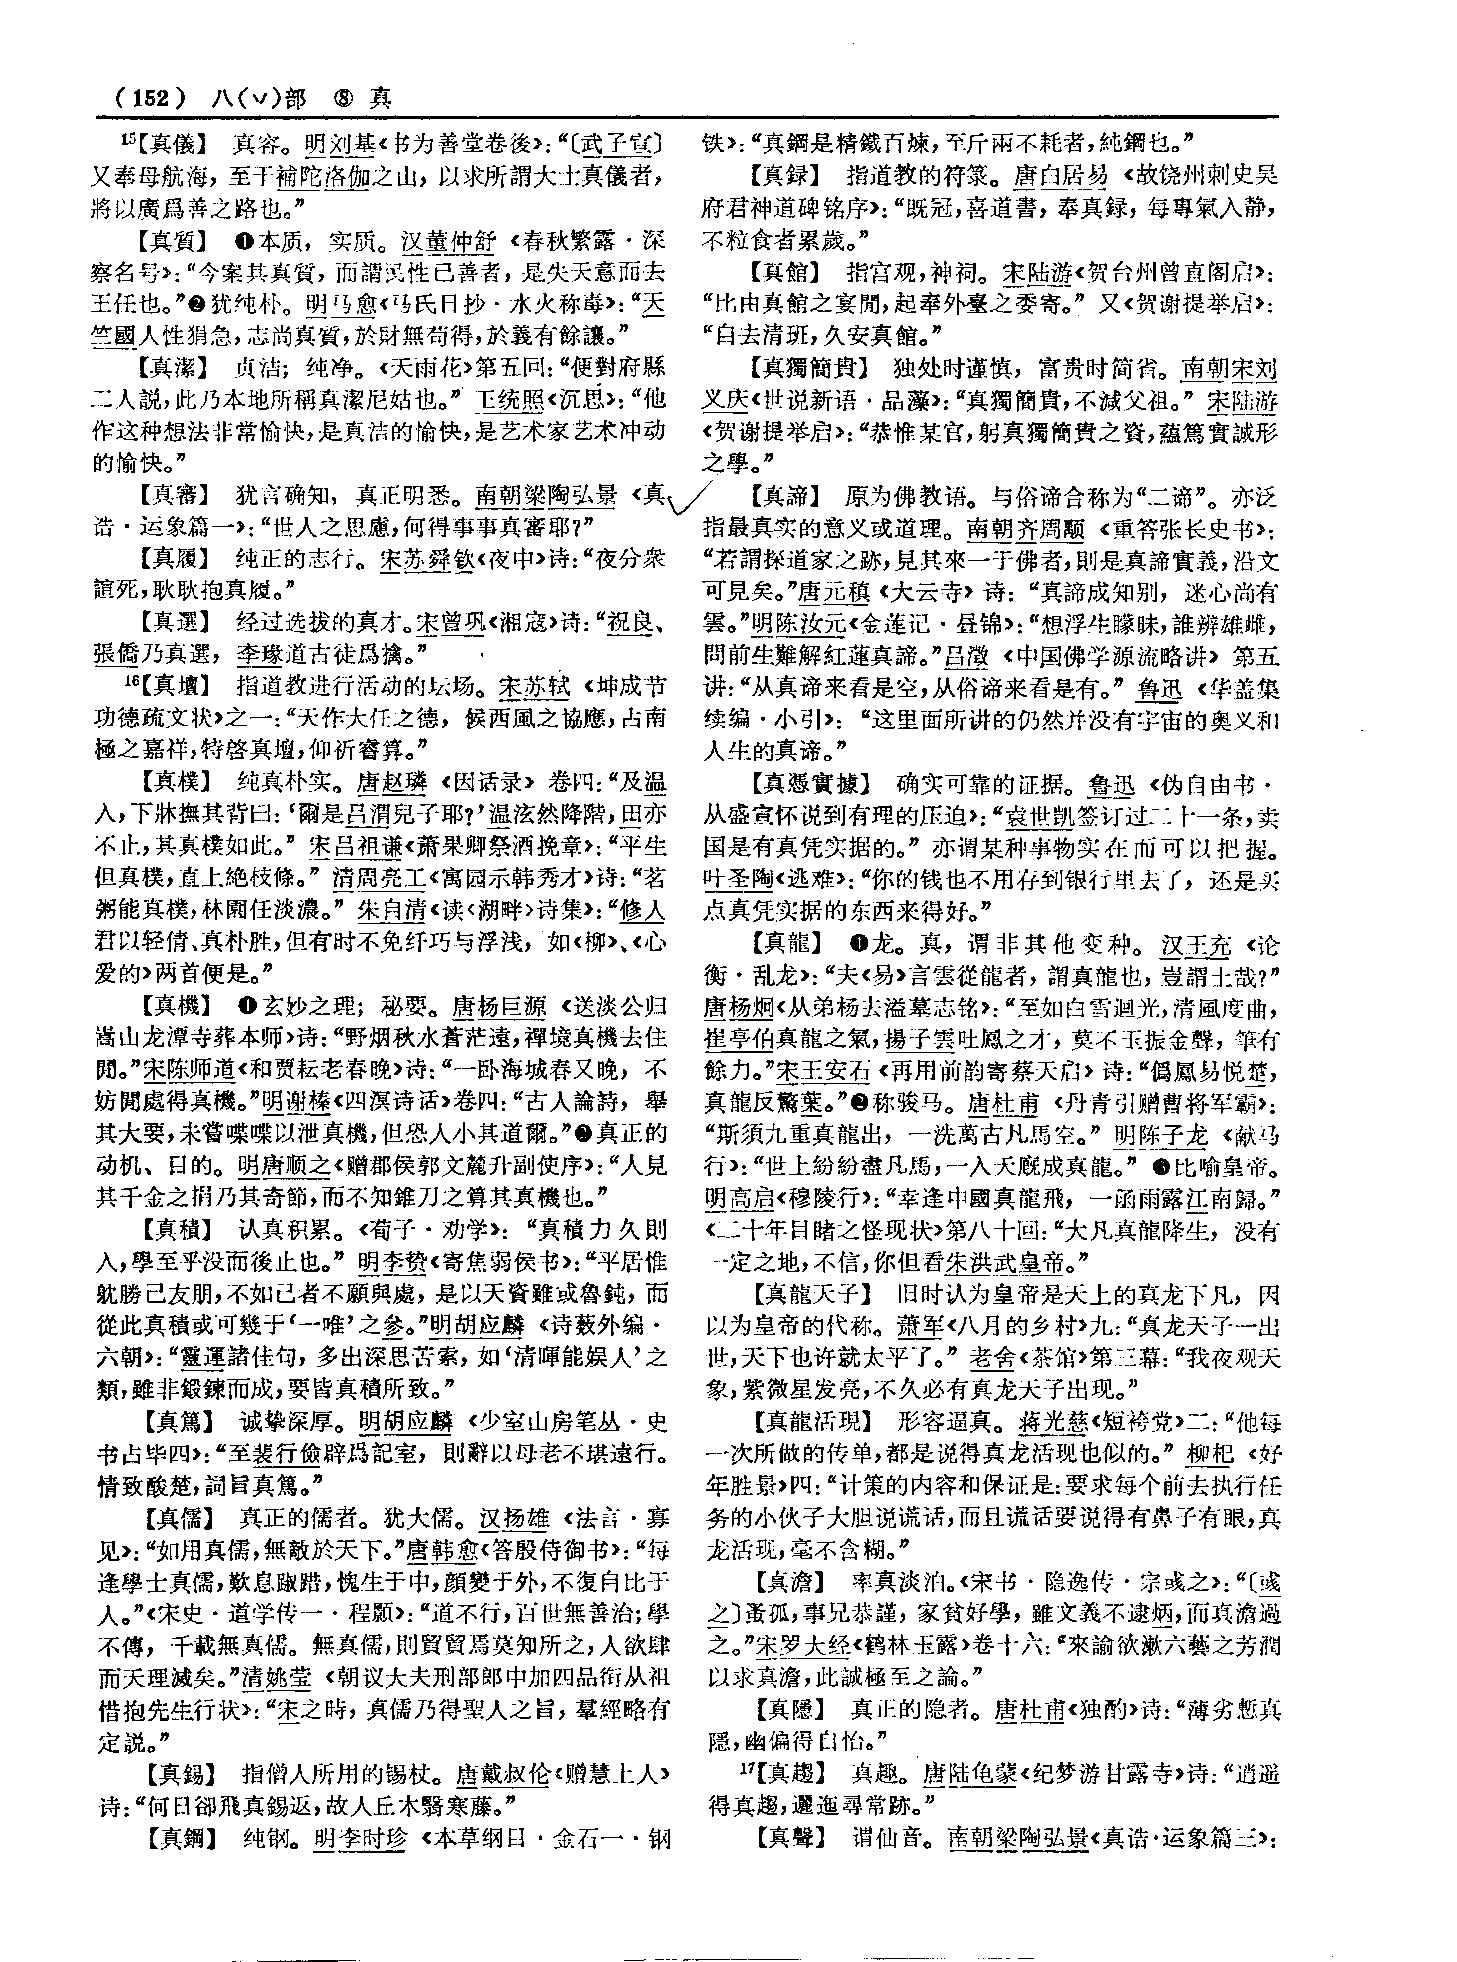 (152) 八(丷)部 ⑧ 真
15【真儀】 真容。明刘基《书为善堂卷後》：“〔武子宣〕
又奉母航海，至于補陀洛伽之山，以求所謂大士真儀者，
將以廣爲善之路也。”
【真質】 ❶本质，实质。汉董仲舒《春秋繁露·深
察名号》：“今案其真質，而謂民性已善者，是失天意而去
王任也。”❷犹纯朴。明马愈《马氏日抄·水火称毒》：“天
竺國人性狷急，志尚真質，於財無苟得，於義有餘讓。”
【真潔】 贞洁；纯净。《天雨花》第五回：“便對府縣
二人説，此乃本地所稱真潔尼姑也。” 王统照《沉思》：“他
作这种想法非常愉快，是真洁的愉快，是艺术家艺术冲动
的愉快。”
【真審】 犹言确知，真正明悉。南朝梁陶弘景《真
诰·运象篇一》：“世人之思慮，何得事事真審耶？”
【真履】 纯正的志行。宋苏舜钦《夜中》诗：“夜分衆
誼死，耿耿抱真履。”
【真選】 经过选拔的真才。宋曾巩《湘寇》诗：“祝良、
張喬乃真選，李琢道古徒爲擒。”
16【真壇】 指道教进行活动的坛场。宋苏轼《坤成节
功德疏文状》之一：“天作大任之德，候西風之協應，占南
極之嘉祥，特啓真壇，仰祈睿算。”
【真樸】 纯真朴实。唐赵璘《因话录》卷四：“及温
入，下牀撫其背曰：‘爾是吕渭兒子耶？’温泫然降階，田亦
不止，其真樸如此。” 宋吕祖谦《萧果卿祭酒挽章》：“平生
但真樸，直上絶枝條。” 清周亮工《寓园示韩秀才》诗：“茗
粥能真樸，林園任淡濃。” 朱自清《读〈湖畔〉诗集》：“修人
君以轻倩、真朴胜，但有时不免纤巧与浮浅，如《柳》、《心
爱的》两首便是。”
【真機】 ❶玄妙之理；秘要。唐杨巨源《送淡公归
嵩山龙潭寺葬本师》诗：“野烟秋水蒼茫遠，禪境真機去住
閒。”宋陈师道《和贾耘老春晚》诗：“一卧海城春又晚，不
妨閒處得真機。”明谢榛《四溟诗话》卷四：“古人論詩，舉
其大要，未嘗喋喋以泄真機，但恐人小其道爾。”❷真正的
动机、目的。明唐顺之《赠郡侯郭文麓升副使序》：“人見
其千金之捐乃其奇節，而不知錐刀之算其真機也。”
【真積】 认真积累。《荀子·劝学》：“真積力久則
入，學至乎没而後止也。” 明李贽《寄焦弱侯书》：“平居惟
躭勝己友朋，不如己者不願與處，是以天資雖或魯鈍，而
從此真積或可幾于‘一唯’之參。”明胡应麟《诗薮外编·
六朝》：“靈運諸佳句，多出深思苦索，如‘清暉能娱人’之
類，雖非鍛鍊而成，要皆真積所致。”
【真篤】 诚挚深厚。明胡应麟《少室山房笔丛·史
书占毕四》：“至裴行儉辟爲記室，則辭以母老不堪遠行。
情致酸楚，詞旨真篤。”
【真儒】 真正的儒者。犹大儒。汉扬雄《法言·寡
见》：“如用真儒，無敵於天下。”唐韩愈《答殷侍御书》：“每
逢學士真儒，歎息踧踖，愧生于中，顔變于外，不復自比于
人。”《宋史·道学传一·程颢》：“道不行，百世無善治；學
不傳，千載無真儒。無真儒，則貿貿焉莫知所之，人欲肆
而天理滅矣。”清姚莹《朝议大夫刑部郎中加四品衔从祖
惜抱先生行状》：“宋之時，真儒乃得聖人之旨，羣經略有
定説。”
【真錫】 指僧人所用的锡杖。唐戴叔伦《赠慧上人》
诗：“何日卻飛真錫返，故人丘木翳寒藤。”
【真鋼】 纯钢。明李时珍《本草纲目·金石一·钢
铁》：“真鋼是精鐵百煉，至斤兩不耗者，純鋼也。”
【真録】 指道教的符箓。唐白居易《故饶州刺史吴
府君神道碑铭序》：“既冠，喜道書，奉真録，每專氣入静，
不粒食者累歲。”
【真館】 指宫观，神祠。宋陆游《贺台州曾直阁启》：
“比由真館之宴閒，起奉外臺之委寄。” 又《贺谢提举启》：
“自去清班，久安真館。”
【真獨簡貴】 独处时谨慎，富贵时简省。南朝宋刘
义庆《世说新语·品藻》：“真獨簡貴，不減父祖。” 宋陆游
《贺谢提举启》：“恭惟某官，躬真獨簡貴之資，藴篤實誠形
之學。”
【真諦】 原为佛教语。与俗谛合称为“二谛”。亦泛
指最真实的意义或道理。南朝齐周颙《重答张长史书》：
“若謂探道家之跡，見其來一于佛者，則是真諦實義，沿文
可見矣。”唐元稹《大云寺》诗：“真諦成知别，迷心尚有
雲。”明陈汝元《金莲记·昼锦》：“想浮生矇昧，誰辨雄雌，
問前生難解紅蓮真諦。”吕澂《中国佛学源流略讲》第五
讲：“从真谛来看是空，从俗谛来看是有。” 鲁迅《华盖集
续编·小引》：“这里面所讲的仍然并没有宇宙的奥义和
人生的真谛。”
【真憑實據】 确实可靠的证据。鲁迅《伪自由书·
从盛宣怀说到有理的压迫》：“袁世凯签订过二十一条，卖
国是有真凭实据的。” 亦谓某种事物实在而可以把握。
叶圣陶《逃难》：“你的钱也不用存到银行里去了，还是买
点真凭实据的东西来得好。”
【真龍】 ❶龙。真，谓非其他变种。汉王充《论
衡·乱龙》：“夫《易》言雲從龍者，謂真龍也，豈謂土哉？”
唐杨炯《从弟杨去溢墓志铭》：“至如白雪迴光，清風度曲，
崔亭伯真龍之氣，揚子雲吐鳳之才，莫不玉振金聲，筆有
餘力。”宋王安石《再用前韵寄蔡天启》诗：“僞鳳易悦楚，
真龍反驚葉。”❷称骏马。唐杜甫《丹青引赠曹将军霸》：
“斯須九重真龍出，一洗萬古凡馬空。” 明陈子龙《献马
行》：“世上紛紛盡凡馬，一入天厩成真龍。” ❸比喻皇帝。
明高启《穆陵行》：“幸逢中國真龍飛，一函雨露江南歸。”
《二十年目睹之怪现状》第八十回：“大凡真龍降生，没有
一定之地，不信，你但看朱洪武皇帝。”
【真龍天子】 旧时认为皇帝是天上的真龙下凡，因
以为皇帝的代称。萧军《八月的乡村》九：“真龙天子一出
世，天下也许就太平了。” 老舍《茶馆》第三幕：“我夜观天
象，紫微星发亮，不久必有真龙天子出现。”
【真龍活現】 形容逼真。蒋光慈《短裤党》二：“他每
一次所做的传单，都是说得真龙活现也似的。” 柳杞《好
年胜景》四：“计策的内容和保证是：要求每个前去执行任
务的小伙子大胆说谎话，而且谎话要说得有鼻子有眼，真
龙活现，毫不含糊。”
【真澹】 率真淡泊。《宋书·隐逸传·宗彧之》：“〔彧
之〕蚤孤，事兄恭謹，家貧好學，雖文義不逮炳，而真澹過
之。”宋罗大经《鹤林玉露》卷十六：“來諭欲漱六藝之芳潤
以求真澹，此誠極至之論。”
【真隱】 真正的隐者。唐杜甫《独酌》诗：“薄劣慙真
隱，幽偏得自怡。”
17【真趨】 真趣。唐陆龟蒙《纪梦游甘露寺》诗：“逍遥
得真趨，邐迤尋常跡。”
【真聲】 谓仙音。南朝梁陶弘景《真诰·运象篇三》：